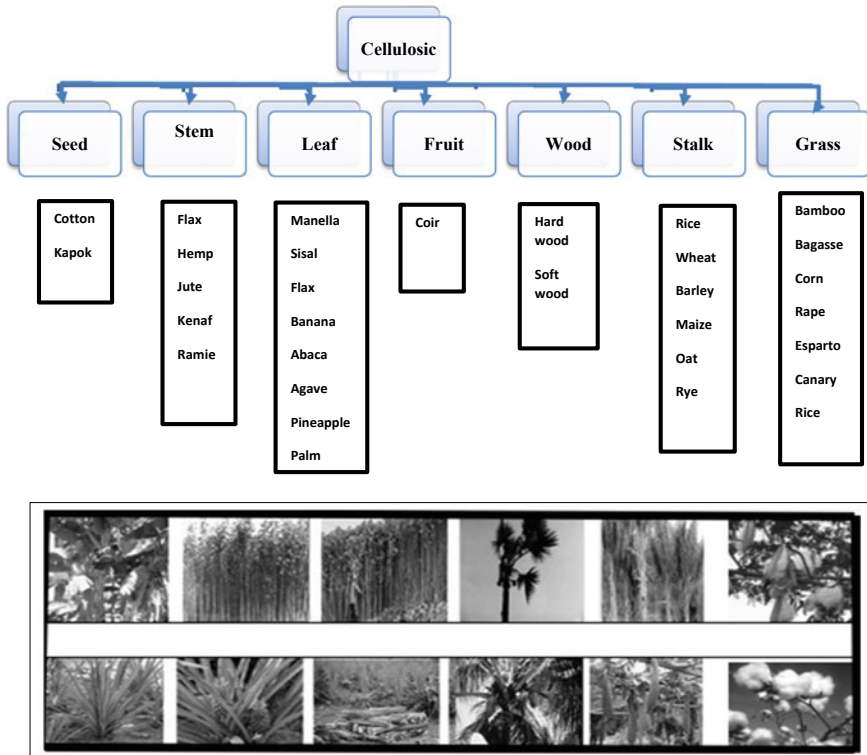 Cellulosic
Seed
Stem
Leaf
Fruit
Wood
Stalk
Grass
Cotton
Kapok
Flax
Hemp
Jute
Kenaf
Ramie
Manella
Sisal
Flax
Banana
Abaca
Agave
Pineapple
Palm
Coir
Hard
wood
Soft
wood
Rice
Wheat
Barley
Maize
Oat
Rye
Bamboo
Bagasse
Corn
Rape
Esparto
Canary
Rice